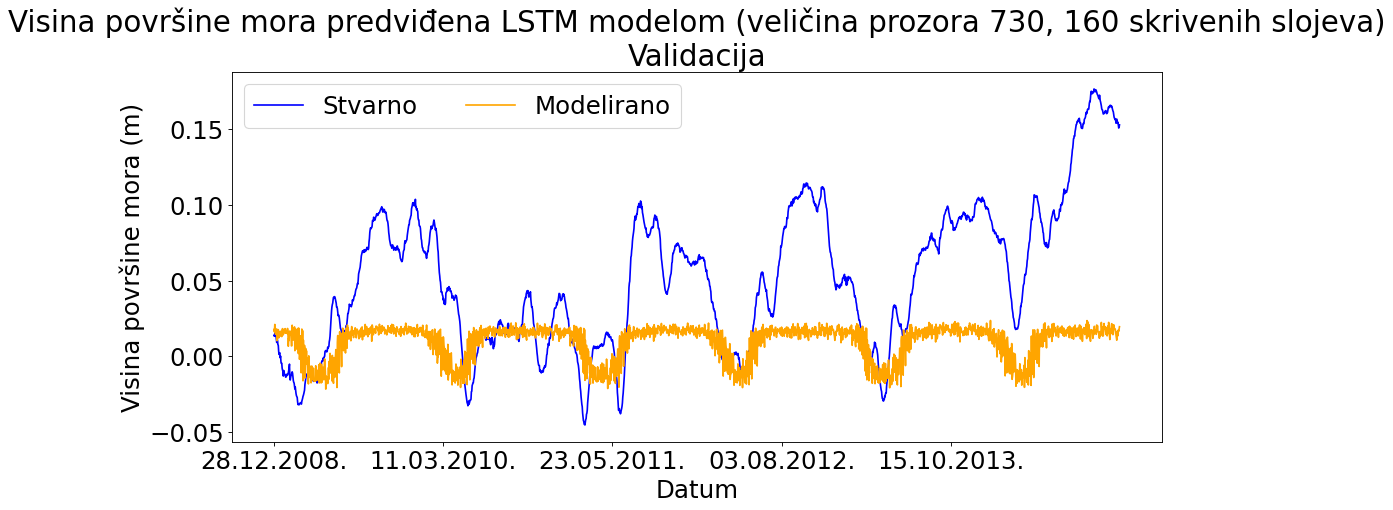 Visina površine mora predviđena LSTM modelom (veličina prozora 730, 160 skrivenih slojeva)
Validacija
Stvarno
Modelirano
Visina površine mora (m)
0.15
0.10
0.05
0.00
−0.05
28.12.2008.
11.03.2010.
23.05.2011.
03.08.2012.
15.10.2013.
Datum